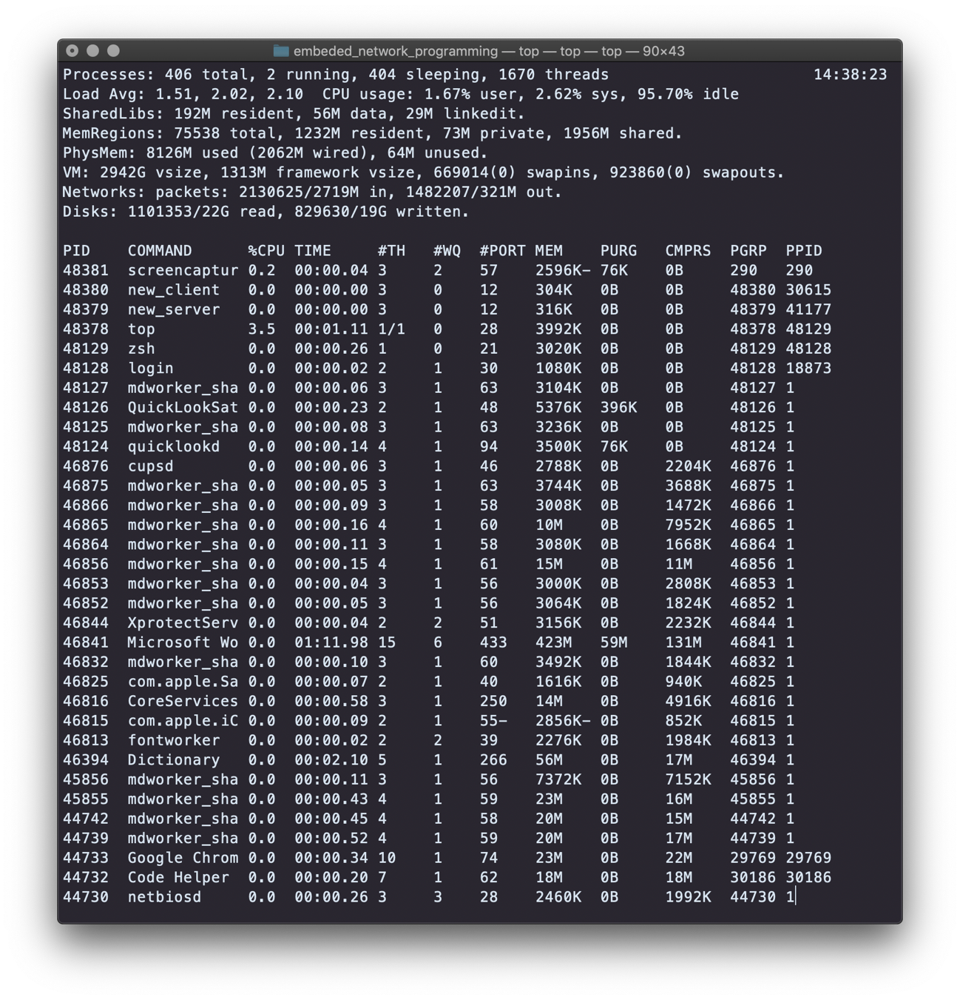 embeded_network_programming — top — top — top — 90×43
Processes: 406 total, 2 running, 404 sleeping, 1670 threads 14:38:23
Load Avg: 1.51, 2.02, 2.10 CPU usage: 1.67% user, 2.62% sys, 95.70% idle
SharedLibs: 192M resident, 56M data, 29M linkedit.
MemRegions: 75538 total, 1232M resident, 73M private, 1956M shared.
PhysMem: 8126M used (2062M wired), 64M unused.
VM: 2942G vsize, 1313M framework vsize, 669014(0) swapins, 923860(0) swapouts.
Networks: packets: 2130625/2719M in, 1482207/321M out.
Disks: 1101353/22G read, 829630/19G written.
PID COMMAND %CPU TIME #TH #WQ #PORT MEM PURG CMPRS PGRP PPID
48381 screencaptur 0.2 00:00.04 3 2 57 2596K- 76K 0B 290 290
48380 new_client 0.0 00:00.00 3 0 12 304K 0B 0B 48380 30615
48379 new_server 0.0 00:00.00 3 0 12 316K 0B 0B 48379 41177
48378 top 3.5 00:01.11 1/1 0 28 3992K 0B 0B 48378 48129
48129 zsh 0.0 00:00.26 1 0 21 3020K 0B 0B 48129 48128
48128 login 0.0 00:00.02 2 1 30 1080K 0B 0B 48128 18873
48127 mdworker_sha 0.0 00:00.06 3 1 63 3104K 0B 0B 48127 1
48126 QuickLookSat 0.0 00:00.23 2 1 48 5376K 396K 0B 48126 1
48125 mdworker_sha 0.0 00:00.08 3 1 63 3236K 0B 0B 48125 1
48124 quicklookd 0.0 00:00.14 4 1 94 3500K 76K 0B 48124 1
46876 cupsd 0.0 00:00.06 3 1 46 2788K 0B 2204K 46876 1
46875 mdworker_sha 0.0 00:00.05 3 1 63 3744K 0B 3688K 46875 1
46866 mdworker_sha 0.0 00:00.09 3 1 58 3008K 0B 1472K 46866 1
46865 mdworker_sha 0.0 00:00.16 4 1 60 10M 0B 7952K 46865 1
46864 mdworker_sha 0.0 00:00.11 3 1 58 3080K 0B 1668K 46864 1
46856 mdworker_sha 0.0 00:00.15 4 1 61 15M 0B 11M 46856 1
46853 mdworker_sha 0.0 00:00.04 3 1 56 3000K 0B 2808K 46853 1
46852 mdworker_sha 0.0 00:00.05 3 1 56 3064K 0B 1824K 46852 1
46844 XprotectServ 0.0 00:00.04 2 2 51 3156K 0B 2232K 46844 1
46841 Microsoft Wo 0.0 01:11.98 15 6 433 423M 59M 131M 46841 1
46832 mdworker_sha 0.0 00:00.10 3 1 60 3492K 0B 1844K 46832 1
46825 com.apple.Sa 0.0 00:00.07 2 1 40 1616K 0B 940K 46825 1
46816 CoreServices 0.0 00:00.58 3 1 250 14M 0B 4916K 46816 1
46815 com.apple.iC 0.0 00:00.09 2 1 55- 2856K- 0B 852K 46815 1
46813 fontworker 0.0 00:00.02 2 2 39 2276K 0B 1984K 46813 1
46394 Dictionary 0.0 00:02.10 5 1 266 56M 0B 17M 46394 1
45856 mdworker_sha 0.0 00:00.11 3 1 56 7372K 0B 7152K 45856 1
45855 mdworker_sha 0.0 00:00.43 4 1 59 23M 0B 16M 45855 1
44742 mdworker_sha 0.0 00:00.45 4 1 58 20M 0B 15M 44742 1
44739 mdworker_sha 0.0 00:00.52 4 1 59 20M 0B 17M 44739 1
44733 Google Chrom 0.0 00:00.34 10 1 74 23M 0B 22M 29769 29769
44732 Code Helper 0.0 00:00.20 7 1 62 18M 0B 18M 30186 30186
44730 netbiosd 0.0 00:00.26 3 3 28 2460K 0B 1992K 44730 1